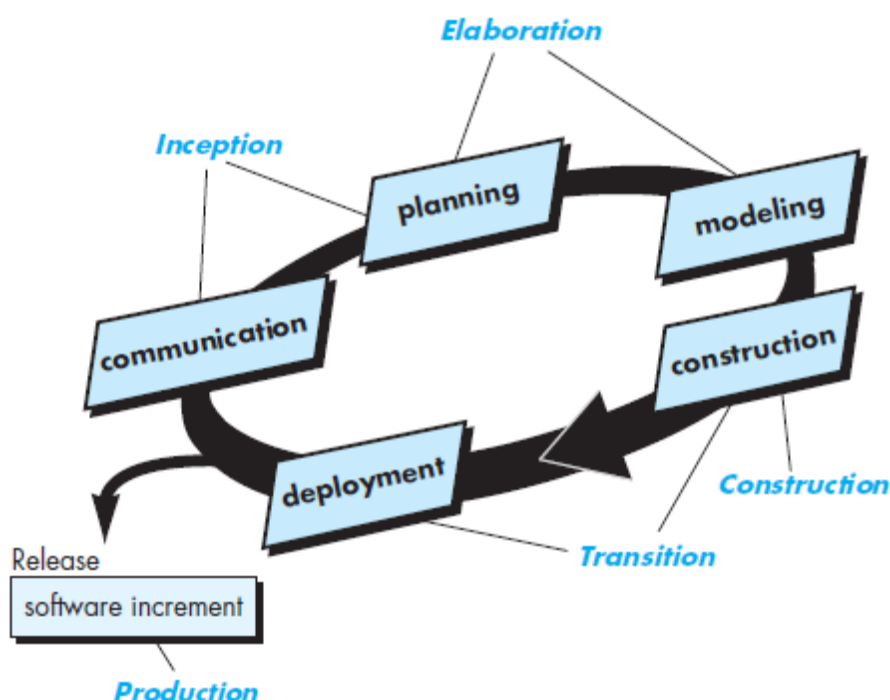 Elaboration
Inception
planning
modeling
communication
construction
deployment
Construction
Transition
Release
software increment
Production